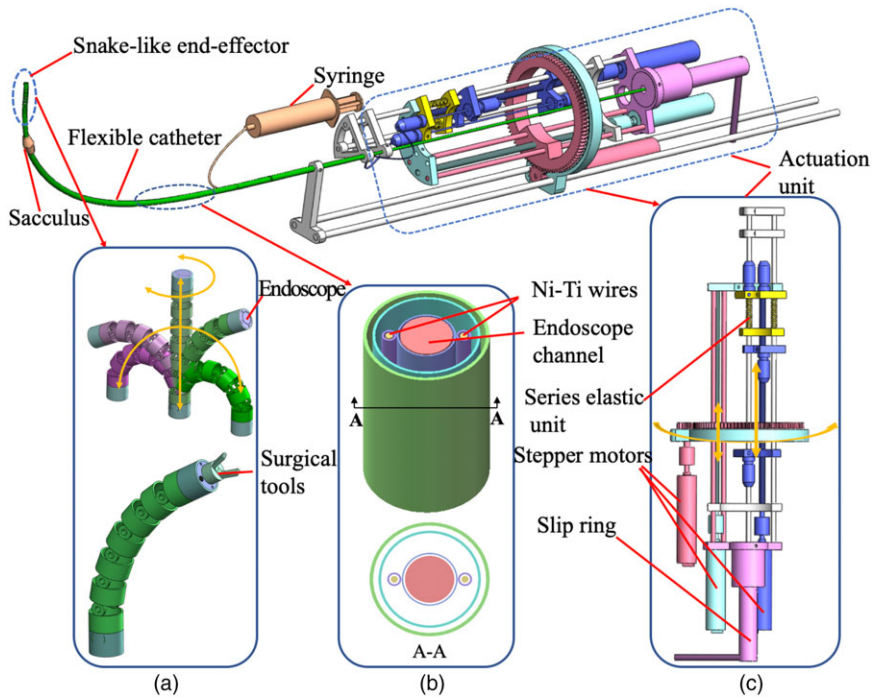 Snake-like end-effector
Syringe
Flexible catheter
Sacculus
Actuation
unit
Endoscope
Surgical
tools
Ni-Ti wires
Endoscope
channel
A
A
A-A
Series elastic
unit
Stepper motors
Slip ring
(a)
(b)
(c)